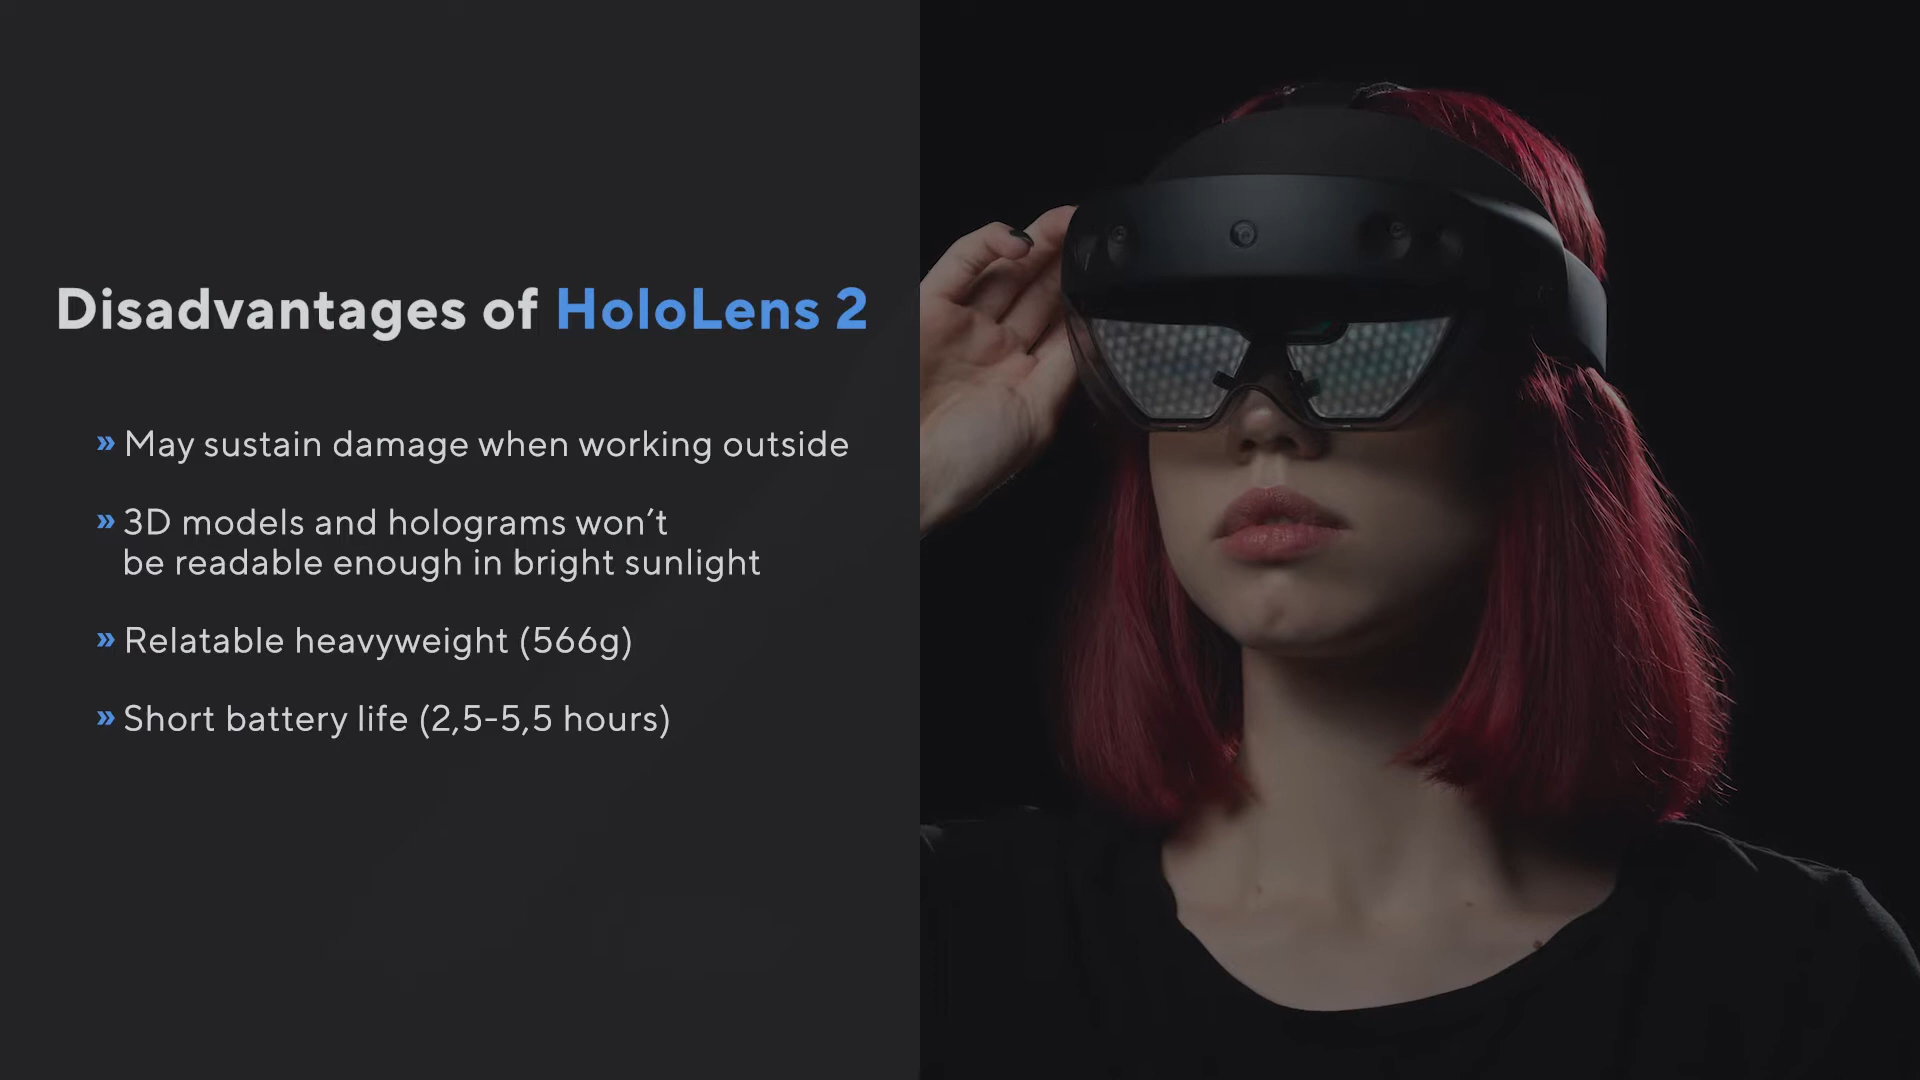 Disadvantages of HoloLens 2
» May sustain damage when working outside
» 3D models and holograms won’t
be readable enough in bright sunlight
» Relatable heavyweight (566g)
» Short battery life (2,5-5,5 hours)